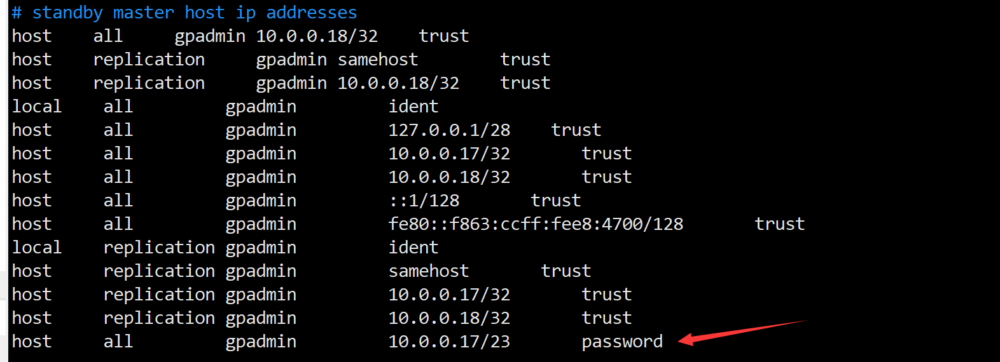 # standby master host ip addresses
host    all     gpadmin 10.0.0.18/32    trust
host    replication     gpadmin samehost        trust
host    replication     gpadmin 10.0.0.18/32    trust
local    all         gpadmin         ident
host     all         gpadmin         127.0.0.1/28    trust
host     all         gpadmin         10.0.0.17/32       trust
host     all         gpadmin         10.0.0.18/32       trust
host     all         gpadmin         ::1/128       trust
host     all         gpadmin         fe80::f863:ccff:fee8:4700/128       trust
local    replication gpadmin         ident
host     replication gpadmin         samehost       trust
host     replication gpadmin         10.0.0.17/32       trust
host     replication gpadmin         10.0.0.18/32       trust
host     all         gpadmin         10.0.0.17/23       password